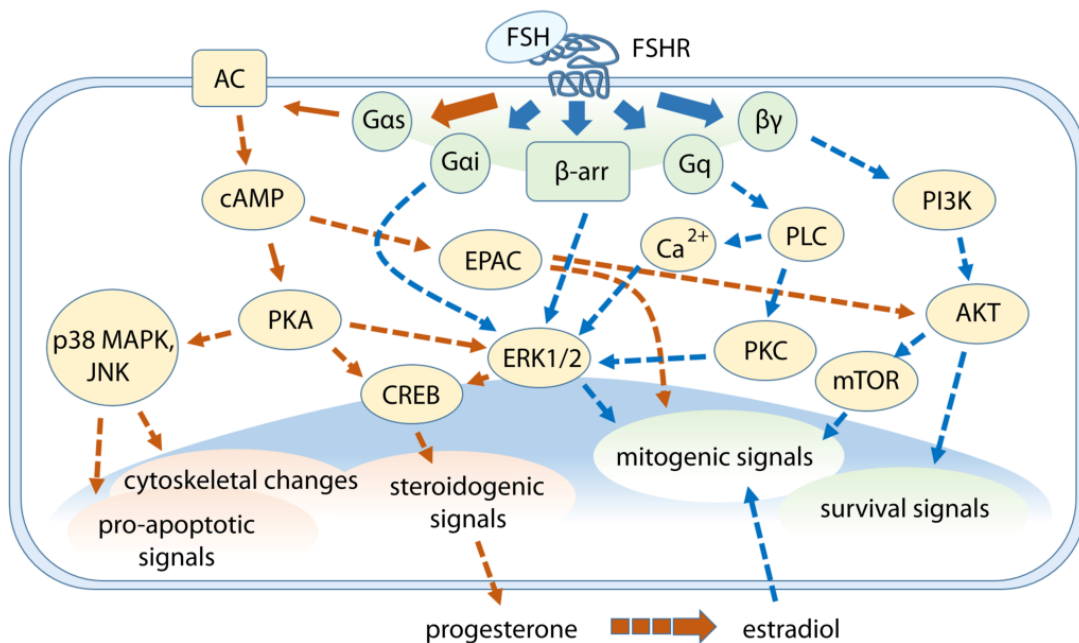 FSH
FSHR
AC
Gαs
βγ
Gαi
β-arr
Gq
cAMP
PI3K
EPAC
Ca²⁺
PLC
p38 MAPK,
JNK
PKA
AKT
ERK1/2
PKC
CREB
mTOR
cytoskeletal changes
steroidogenic
signals
mitogenic signals
pro-apoptotic
signals
survival signals
progesterone
estradiol